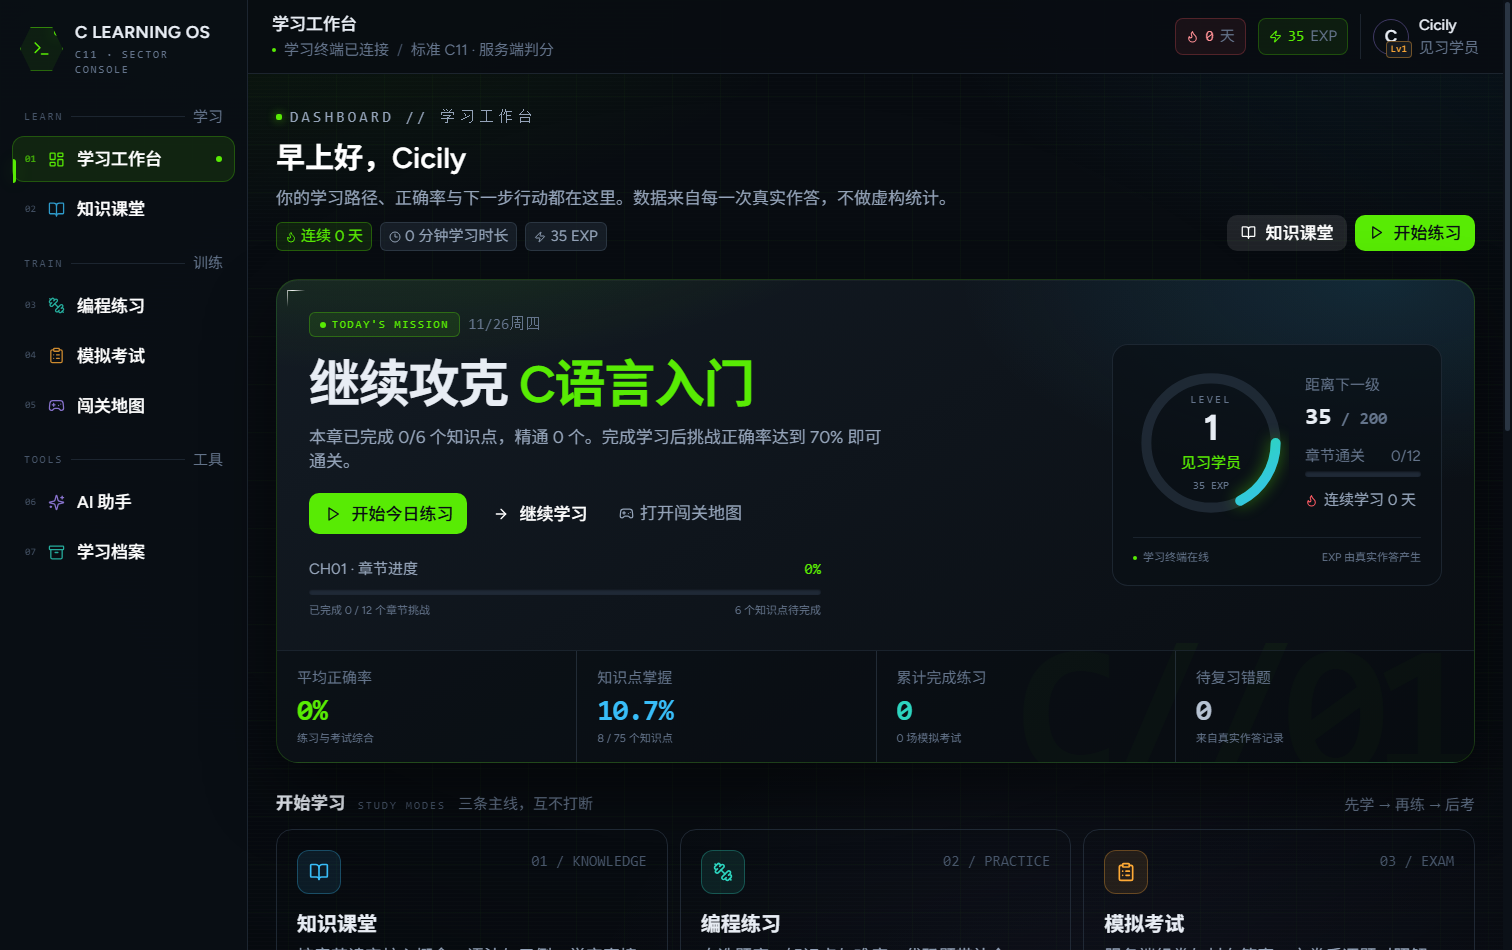 C LEARNING OS
C11 · SECTOR
CONSOLE
LEARN 学习
01 学习工作台
02 知识课堂
TRAIN 训练
03 编程练习
04 模拟考试
05 闯关地图
TOOLS 工具
06 AI 助手
07 学习档案
学习工作台
学习终端已连接 / 标准 C11 · 服务端判分
0 天
35 EXP
C
Lv1
Cicily
见习学员
DASHBOARD // 学习工作台
早上好，Cicily
你的学习路径、正确率与下一步行动都在这里。数据来自每一次真实作答，不做虚构统计。
连续 0 天
0 分钟学习时长
35 EXP
知识课堂
开始练习
TODAY'S MISSION 11/26周四
继续攻克 C语言入门
本章已完成 0/6 个知识点，精通 0 个。完成学习后挑战正确率达到 70% 即可
通关。
开始今日练习
继续学习
打开闯关地图
CH01 · 章节进度 0%
已完成 0 / 12 个章节挑战 6 个知识点待完成
LEVEL
1
见习学员
35 EXP
距离下一级
35 / 200
章节通关 0/12
连续学习 0 天
学习终端在线 EXP 由真实作答产生
平均正确率
0%
练习与考试综合
知识点掌握
10.7%
8 / 75 个知识点
累计完成练习
0
0 场模拟考试
待复习错题
0
来自真实作答记录
C//01
开始学习 STUDY MODES 三条主线，互不打断
先学 → 再练 → 后考
01 / KNOWLEDGE
知识课堂
02 / PRACTICE
编程练习
03 / EXAM
模拟考试